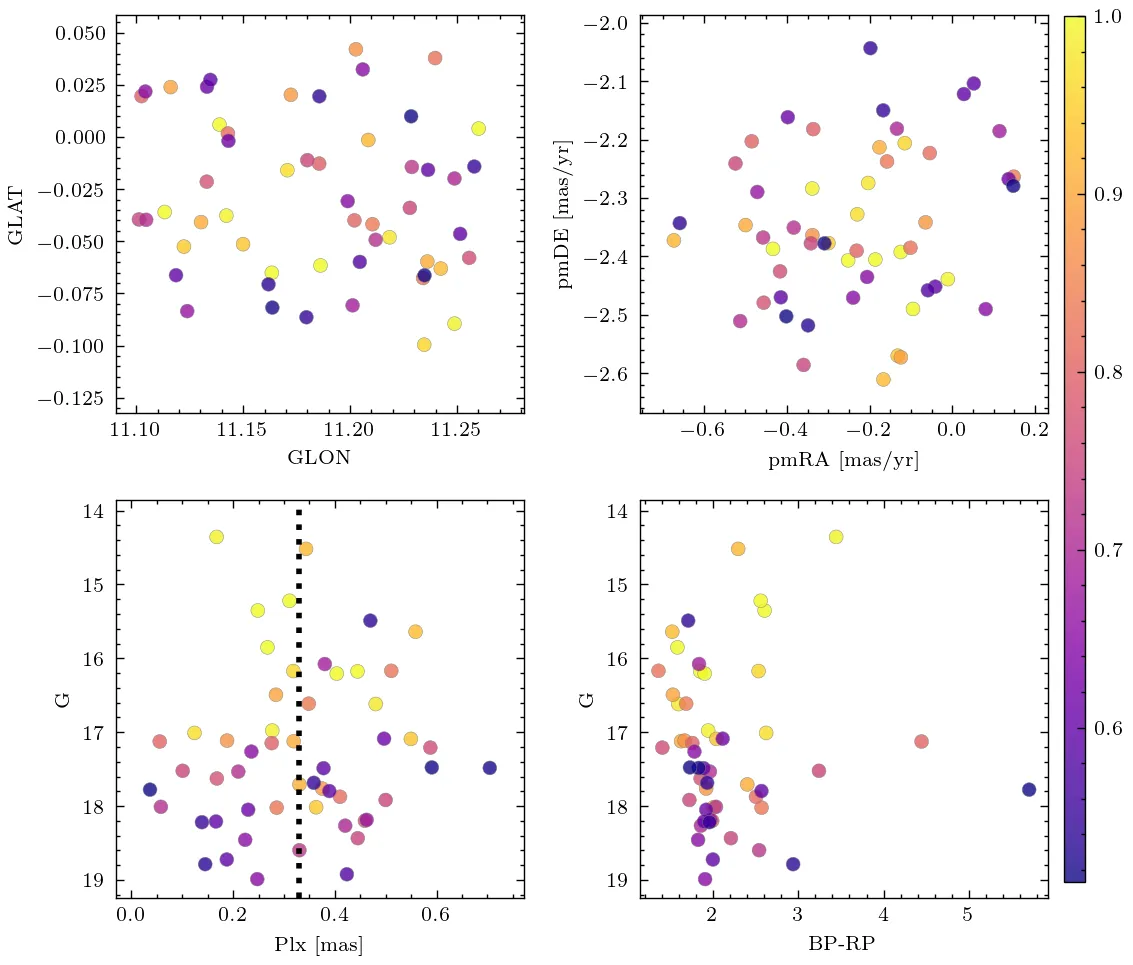 0.050
0.025
0.000
−0.025
−0.050
−0.075
−0.100
−0.125
GLAT
11.10 11.15 11.20 11.25
GLON
−2.0
−2.1
−2.2
−2.3
−2.4
−2.5
−2.6
pmDE [mas/yr]
−0.6 −0.4 −0.2 0.0 0.2
pmRA [mas/yr]
14
15
16
17
18
19
G
0.0 0.2 0.4 0.6
Plx [mas]
14
15
16
17
18
19
G
2 3 4 5
BP-RP
1.0
0.9
0.8
0.7
0.6